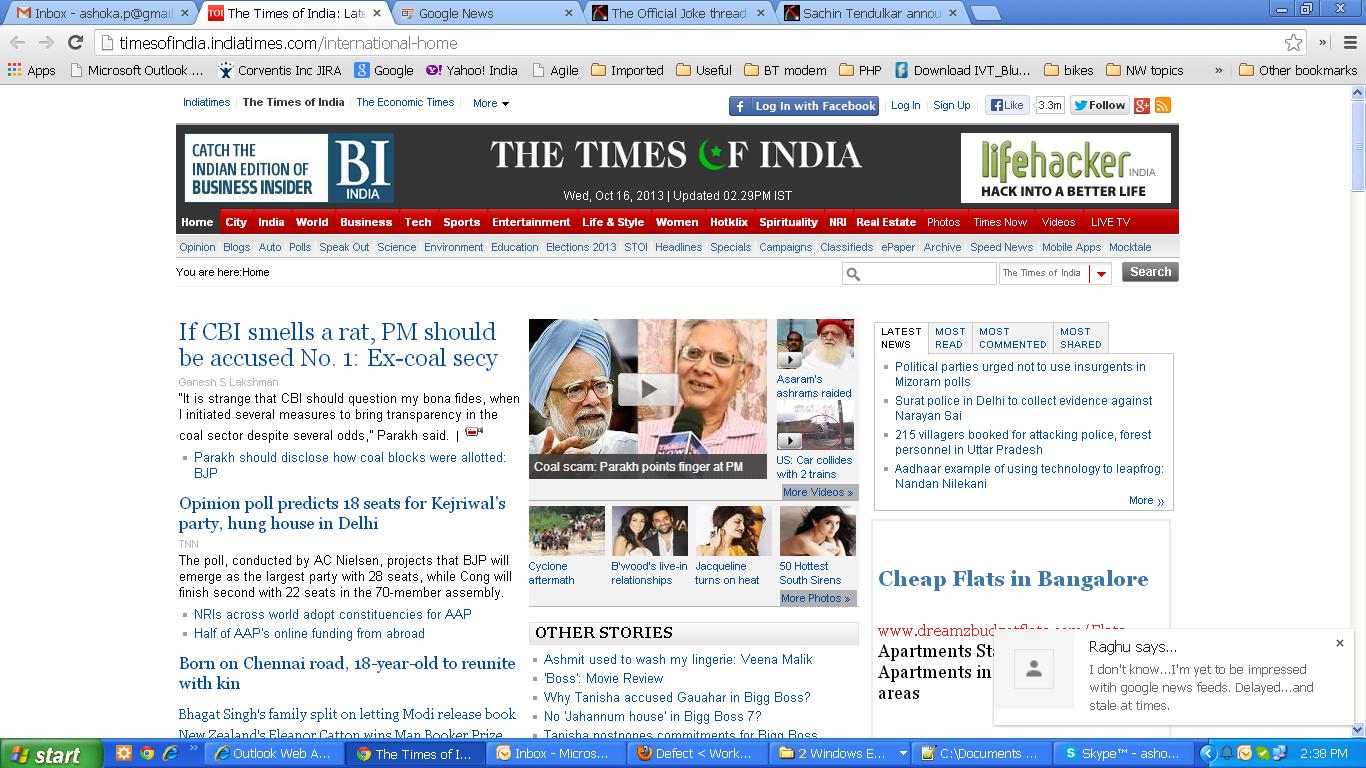 Inbox - ashoka.p@gmail
The Times of India: Late
Google News
The Official Joke thread
Sachin Tendulkar annou
timesofindia.indiatimes.com/international-home
Apps Microsoft Outlook ... Corventis Inc JIRA Google Yahoo! India Agile Imported Useful BT modem PHP Download IVT_Blu... bikes NW topics » Other bookmarks
Indiatimes The Times of India The Economic Times More
Log In with Facebook Log In Sign Up Like 3.3m Follow
CATCH THE
INDIAN EDITION OF
BUSINESS INSIDER
BI
INDIA
THE TIMES OF INDIA
Wed, Oct 16, 2013 | Updated 02.29PM IST
lifehacker INDIA
HACK INTO A BETTER LIFE
Home City India World Business Tech Sports Entertainment Life & Style Women Hotklix Spirituality NRI Real Estate Photos Times Now Videos LIVE TV
Opinion Blogs Auto Polls Speak Out Science Environment Education Elections 2013 STOI Headlines Specials Campaigns Classifieds ePaper Archive Speed News Mobile Apps Mocktale
You are here:Home
The Times of India
Search
If CBI smells a rat, PM should
be accused No. 1: Ex-coal secy
Ganesh S Lakshman
"It is strange that CBI should question my bona fides, when
I initiated several measures to bring transparency in the
coal sector despite several odds," Parakh said. |
Parakh should disclose how coal blocks were allotted:
BJP
Opinion poll predicts 18 seats for Kejriwal's
party, hung house in Delhi
TNN
The poll, conducted by AC Nielsen, projects that BJP will
emerge as the largest party with 28 seats, while Cong will
finish second with 22 seats in the 70-member assembly.
NRIs across world adopt constituencies for AAP
Half of AAP's online funding from abroad
Born on Chennai road, 18-year-old to reunite
with kin
Bhagat Singh's family split on letting Modi release book
New Zealand's Eleanor Catton wins Man Booker Prize
Coal scam: Parakh points finger at PM
Asaram's
ashrams raided
US: Car collides
with 2 trains
More Videos »
Cyclone
aftermath
B'wood's live-in
relationships
Jacqueline
turns on heat
50 Hottest
South Sirens
More Photos »
OTHER STORIES
Ashmit used to wash my lingerie: Veena Malik
'Boss': Movie Review
Why Tanisha accused Gauahar in Bigg Boss?
No 'Jahannum house' in Bigg Boss 7?
Tanisha postpones commitments for Bigg Boss
LATEST
NEWS
MOST
READ
MOST
COMMENTED
MOST
SHARED
Political parties urged not to use insurgents in
Mizoram polls
Surat police in Delhi to collect evidence against
Narayan Sai
215 villagers booked for attacking police, forest
personnel in Uttar Pradesh
Aadhaar example of using technology to leapfrog:
Nandan Nilekani
More »
Cheap Flats in Bangalore
www.dreamzbudgetflats.com/Flats
Apartments Sta
Apartments in
areas
Raghu says...
I don't know...I'm yet to be impressed
with google news feeds. Delayed...and
stale at times.
start
»
Outlook Web A...
The Times of I...
Inbox - Micros...
Defect < Work...
2 Windows E...
C:\Documents ...
Skype™ - asho...
2:38 PM